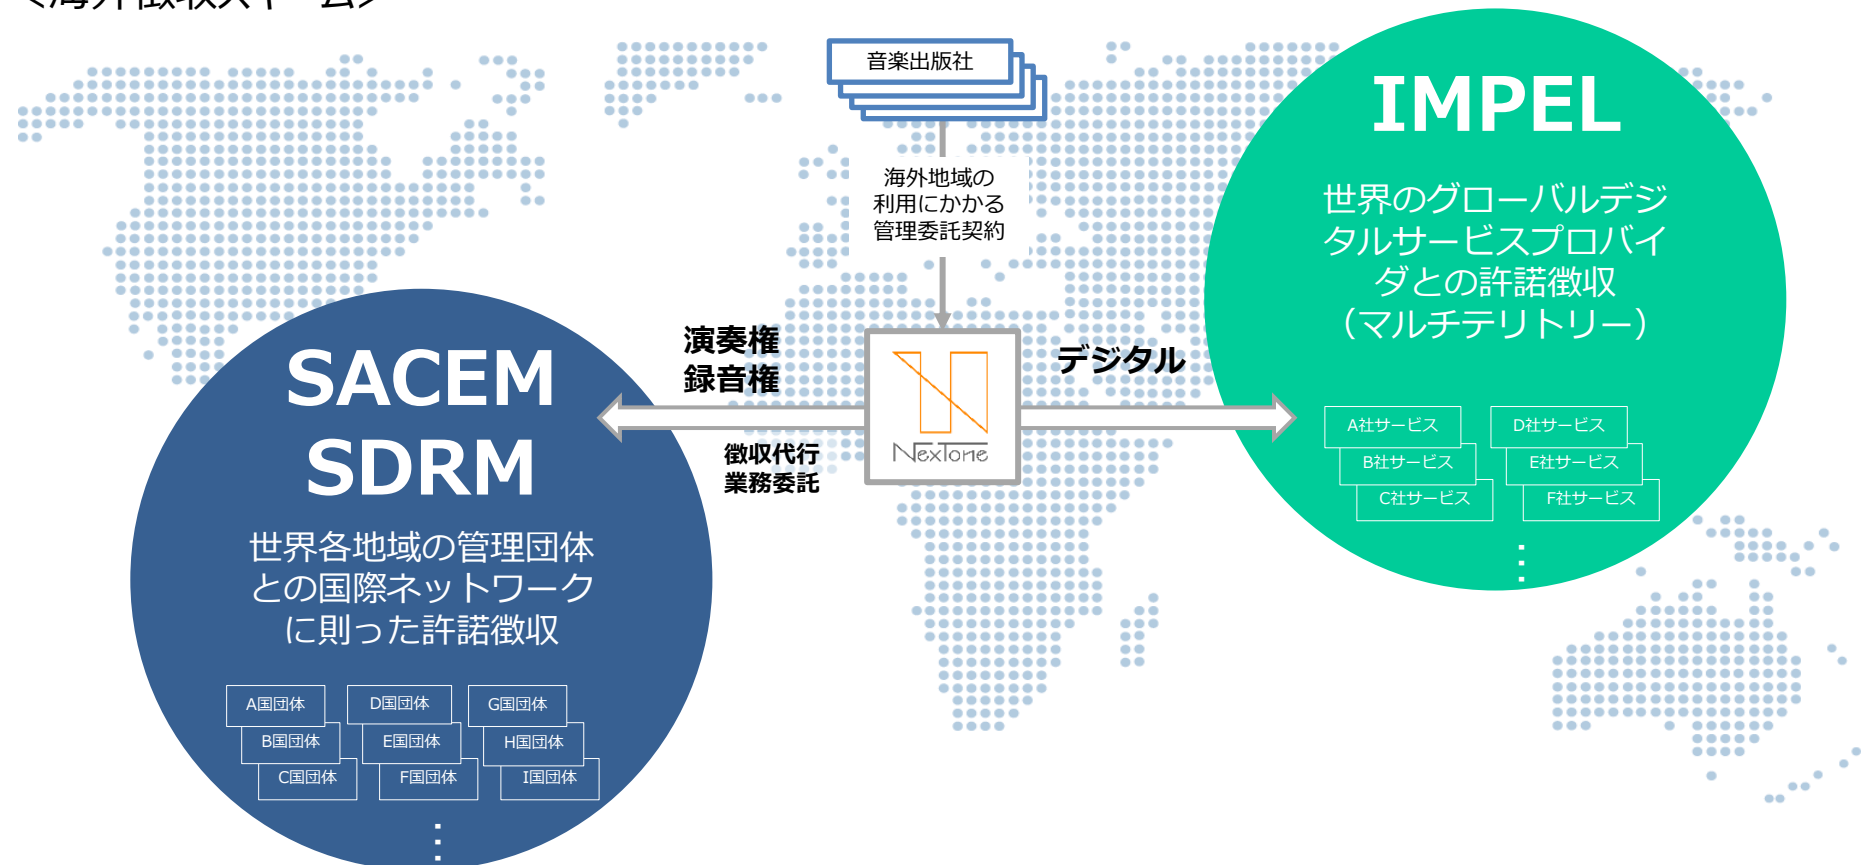 ＜海外徴収スキーム＞
音楽出版社
海外地域の
利用にかかる
管理委託契約
IMPEL
世界のグローバルデジ
タルサービスプロバイ
ダとの許諾徴収
（マルチテリトリー）
A社サービス
B社サービス
C社サービス
D社サービス
E社サービス
F社サービス
⋮
演奏権
録音権
デジタル
NexTone
徴収代行
業務委託
SACEM
SDRM
世界各地域の管理団体
との国際ネットワーク
に則った許諾徴収
A国団体
B国団体
C国団体
D国団体
E国団体
F国団体
G国団体
H国団体
I国団体
⋮